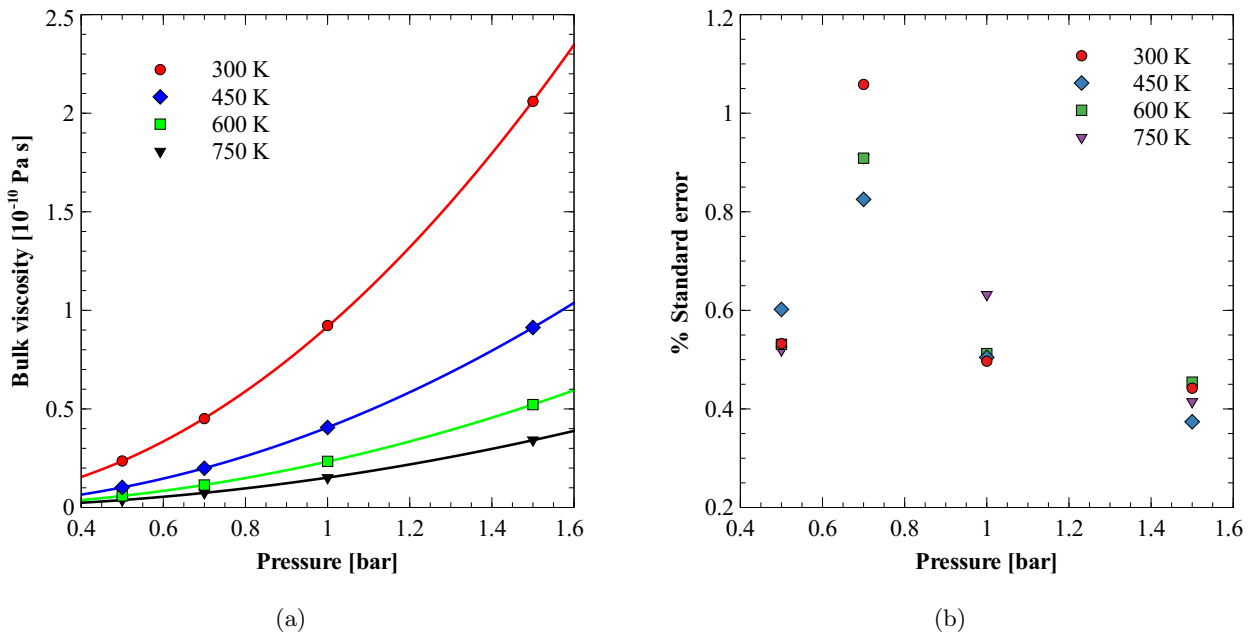 2.5
2
1.5
1
0.5
0
0.4
0.6
0.8
1
1.2
1.4
1.6
Bulk viscosity [10⁻¹⁰ Pa s]
Pressure [bar]
300 K
450 K
600 K
750 K
(a)
1.2
1
0.8
0.6
0.4
0.2
0.4
0.6
0.8
1
1.2
1.4
1.6
% Standard error
Pressure [bar]
300 K
450 K
600 K
750 K
(b)